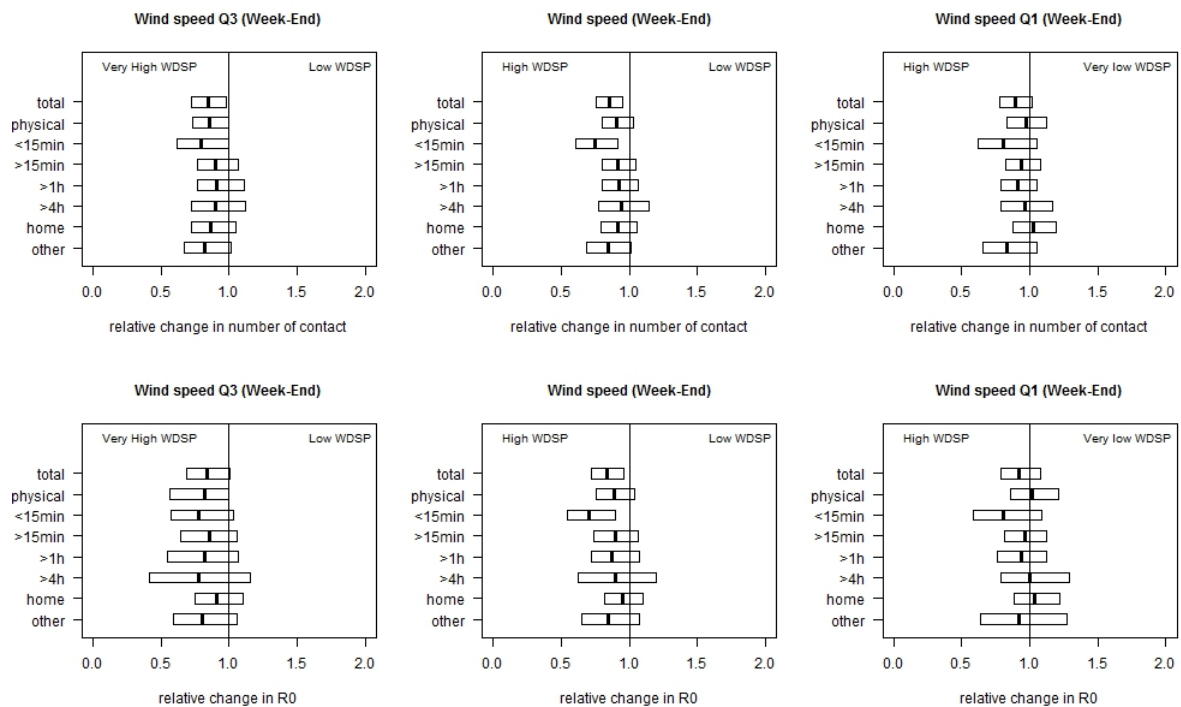 Wind speed Q3 (Week-End)
Very High WDSP Low WDSP
total
physical
<15min
>15min
>1h
>4h
home
other
0.0 0.5 1.0 1.5 2.0
relative change in number of contact
Wind speed (Week-End)
High WDSP Low WDSP
total
physical
<15min
>15min
>1h
>4h
home
other
0.0 0.5 1.0 1.5 2.0
relative change in number of contact
Wind speed Q1 (Week-End)
High WDSP Very low WDSP
total
physical
<15min
>15min
>1h
>4h
home
other
0.0 0.5 1.0 1.5 2.0
relative change in number of contact
Wind speed Q3 (Week-End)
Very High WDSP Low WDSP
total
physical
<15min
>15min
>1h
>4h
home
other
0.0 0.5 1.0 1.5 2.0
relative change in R0
Wind speed (Week-End)
High WDSP Low WDSP
total
physical
<15min
>15min
>1h
>4h
home
other
0.0 0.5 1.0 1.5 2.0
relative change in R0
Wind speed Q1 (Week-End)
High WDSP Very low WDSP
total
physical
<15min
>15min
>1h
>4h
home
other
0.0 0.5 1.0 1.5 2.0
relative change in R0